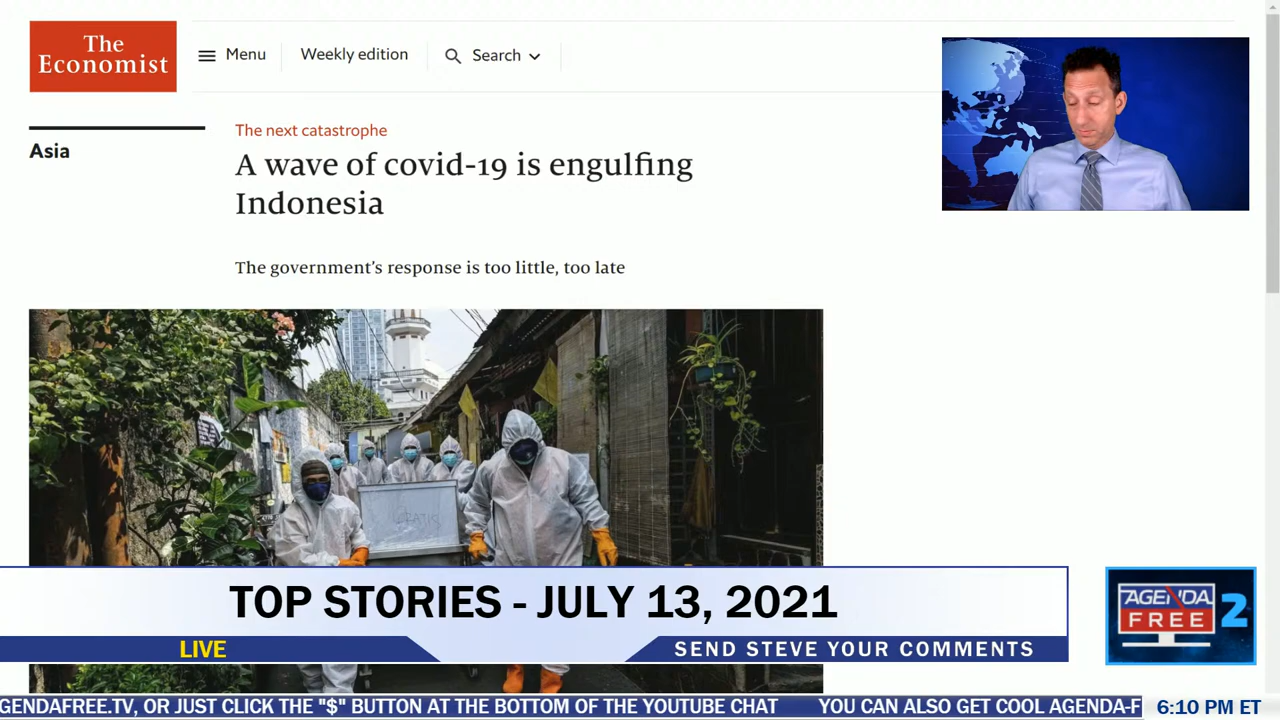 The
Economist
Menu
Weekly edition
Search
Asia
The next catastrophe
A wave of covid-19 is engulfing
Indonesia
The government's response is too little, too late
TOP STORIES - JULY 13, 2021
LIVE
SEND STEVE YOUR COMMENTS
AGENDA
FREE
2
GENDAFREE.TV, OR JUST CLICK THE "$" BUTTON AT THE BOTTOM OF THE YOUTUBE CHAT YOU CAN ALSO GET COOL AGENDA-F
6:10 PM ET